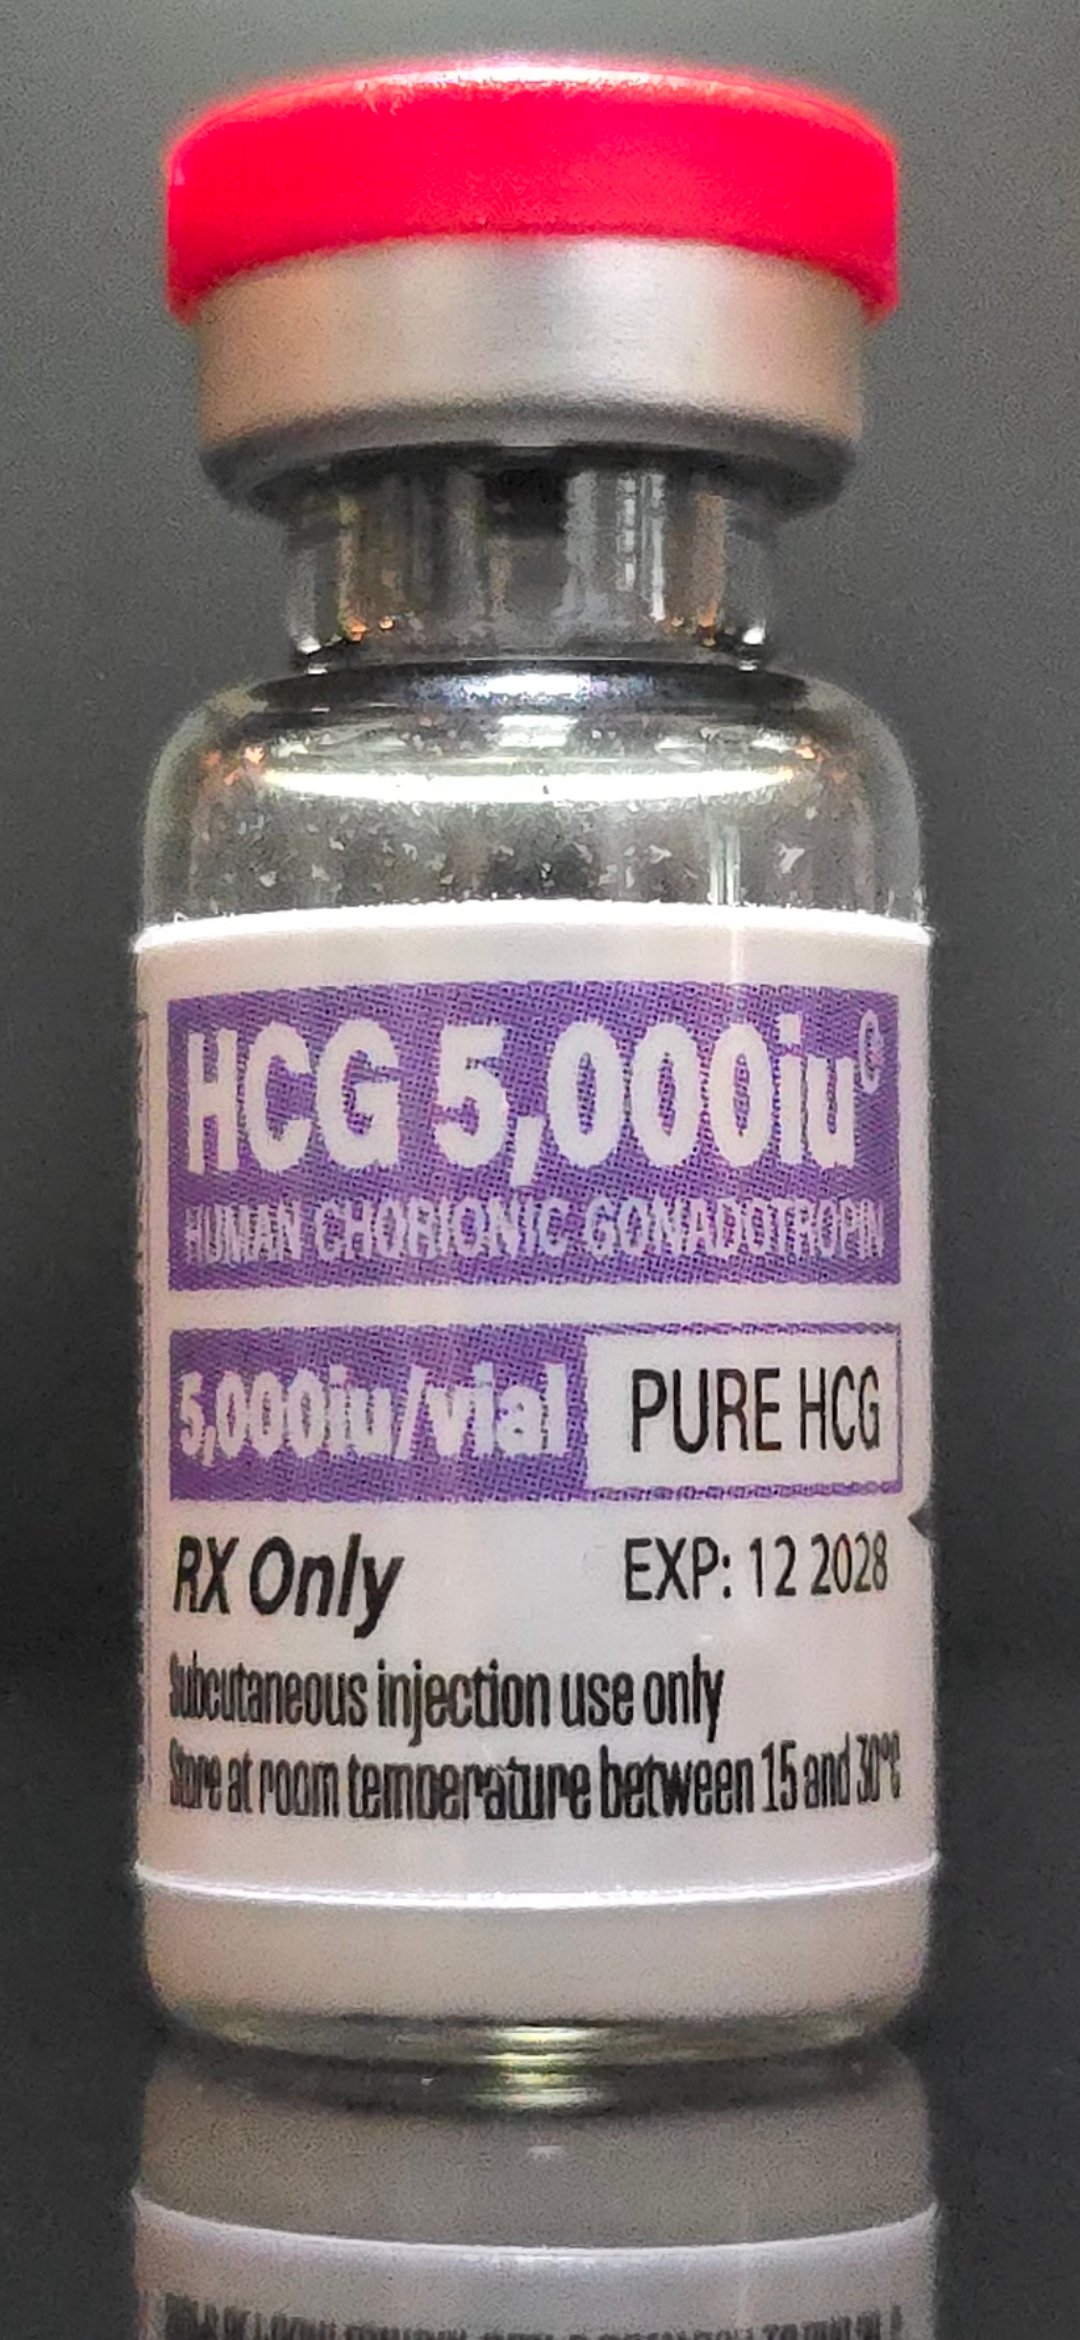 HCG 5,000iu©
HUMAN CHORIONIC GONADOTROPIN
5,000iu/vial
PURE HCG
RX Only
EXP: 12 2028
Subcutaneous injection use only
Store at room temperature between 15 and 30°C